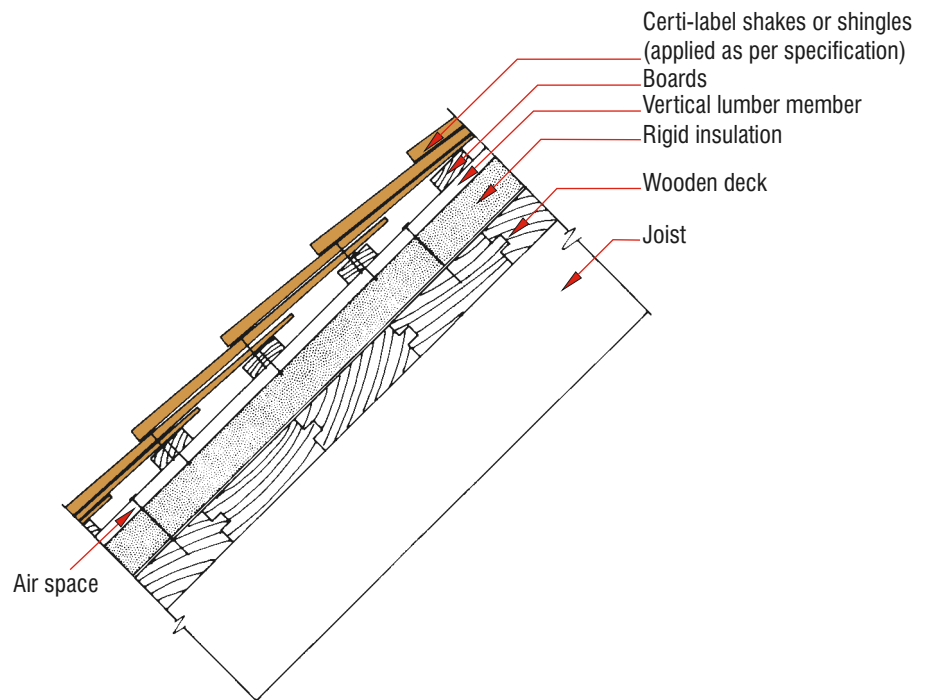 Certi-label shakes or shingles
(applied as per specification)
Boards
Vertical lumber member
Rigid insulation
Wooden deck
Joist
Air space